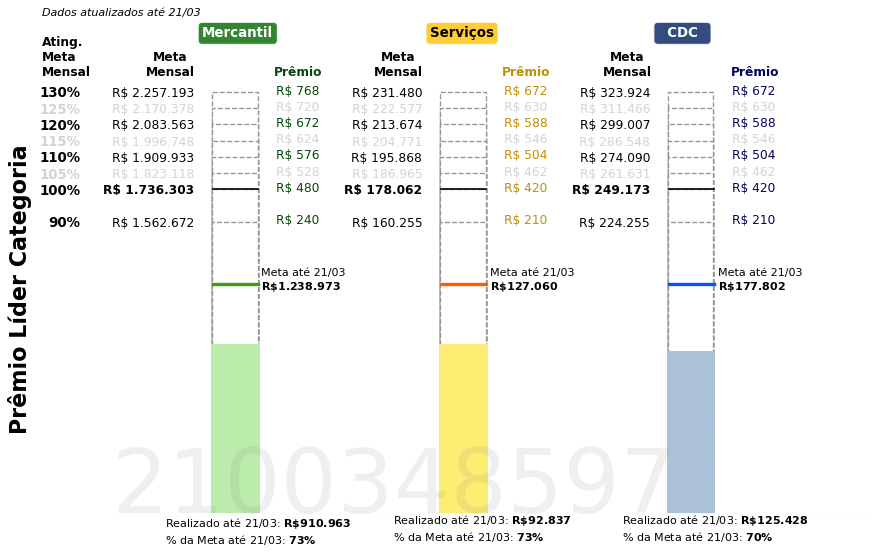 Dados atualizados até 21/03
Mercantil Serviços CDC
Ating.
Meta Meta Meta Meta
Mensal Mensal Prêmio Mensal Prêmio Mensal Prêmio
130% R$ 2.257.193 R$ 768 R$ 231.480 R$ 672 R$ 323.924 R$ 672
125% R$ 2.170.378 R$ 720 R$ 222.577 R$ 630 R$ 311.466 R$ 630
120% R$ 2.083.563 R$ 672 R$ 213.674 R$ 588 R$ 299.007 R$ 588
115% R$ 1.996.748 R$ 624 R$ 204.771 R$ 546 R$ 286.548 R$ 546
110% R$ 1.909.933 R$ 576 R$ 195.868 R$ 504 R$ 274.090 R$ 504
105% R$ 1.823.118 R$ 528 R$ 186.965 R$ 462 R$ 261.631 R$ 462
100% R$ 1.736.303 R$ 480 R$ 178.062 R$ 420 R$ 249.173 R$ 420
90% R$ 1.562.672 R$ 240 R$ 160.255 R$ 210 R$ 224.255 R$ 210
Prêmio Líder Categoria
Meta até 21/03 Meta até 21/03 Meta até 21/03
R$1.238.973 R$127.060 R$177.802
2100348597
Realizado até 21/03: R$910.963 Realizado até 21/03: R$92.837 Realizado até 21/03: R$125.428
% da Meta até 21/03: 73% % da Meta até 21/03: 73% % da Meta até 21/03: 70%